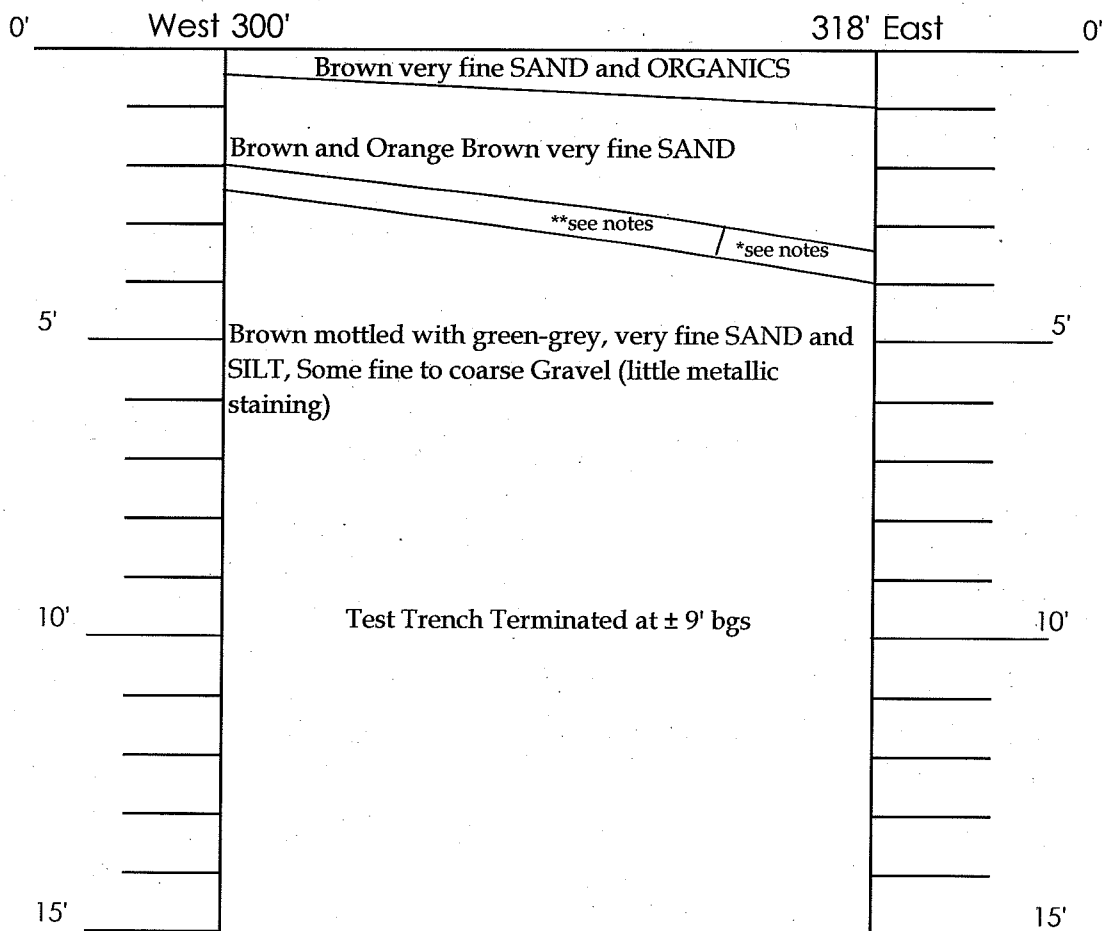 0' West 300' 318' East 0'
Brown very fine SAND and ORGANICS
Brown and Orange Brown very fine SAND
**see notes
*see notes
5' 5'
Brown mottled with green-grey, very fine SAND and
SILT, Some fine to coarse Gravel (little metallic
staining)
10' 10'
Test Trench Terminated at ± 9' bgs
15' 15'